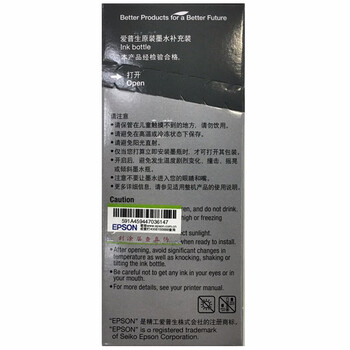 Better Products for a Better Future
爱普生原装墨水补充装
Ink bottle
本产品经检验合格.
打开
Open
请注意
• 请保管在儿童触摸不到的地方, 请勿饮用。
• 请避免在高温或冷冻状态下保存。
• 请避免阳光直射。
• 仅当您打算立即安装墨瓶时, 才可打开其包装。
• 开启后, 避免发生温度剧烈变化, 撞击、摇晃
或倾斜墨瓶等现象。
• 注意不要让墨水进入您的眼睛和嘴。
• 更多详细信息, 请参见适用整机产品的使用说明。
Caution
en, and do not drink.
high or freezing
sunlight.
when ready to install.
591A459447036147
EPSON
• After opening, avoid significant changes in
temperature as well as knocking, shaking or
tilting the ink bottle.
• Be careful not to get any ink in your eyes or in
your mouth.
• For more details, see your printer manual.
"EPSON" 是精工爱普生株式会社的注册商标.
"EPSON" is a registered trademark
of Seiko Epson Corporation.